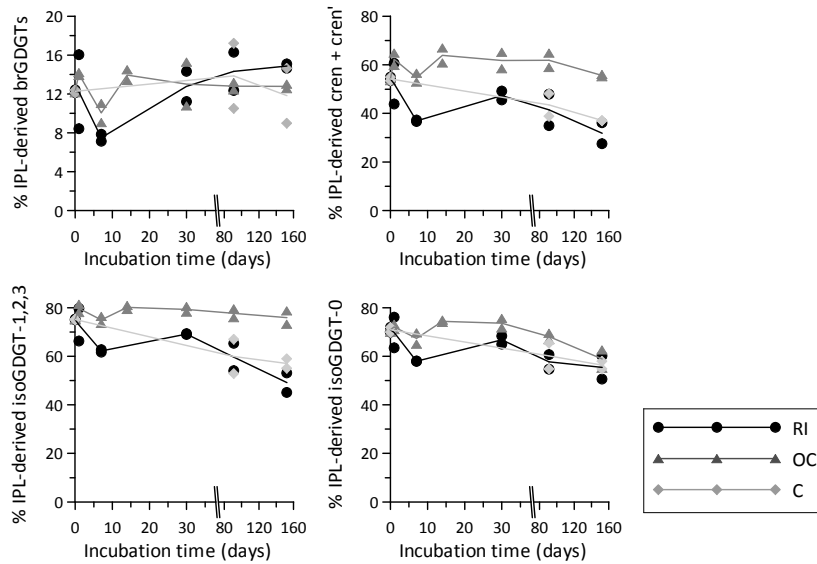 % IPL-derived brGDGTs
20
16
12
8
4
0
0 10 20 30 80 120 160
Incubation time (days)
% IPL-derived cren + cren'
80
60
40
20
0
0 10 20 30 80 120 160
Incubation time (days)
% IPL-derived isoGDGT-1,2,3
80
60
40
20
0
0 10 20 30 80 120 160
Incubation time (days)
% IPL-derived isoGDGT-0
80
60
40
20
0
0 10 20 30 80 120 160
Incubation time (days)
RI
OC
C